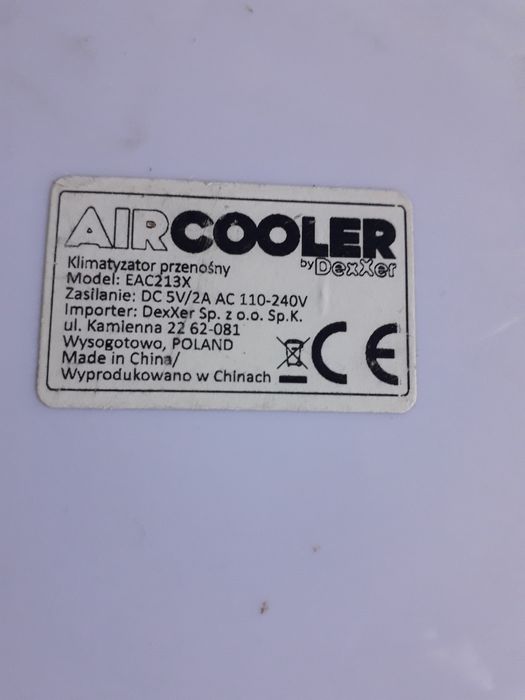 AIRCOOLER
by DexXer
Klimatyzator przenośny
Model: EAC213X
Zasilanie: DC 5V/2A AC 110-240V
Importer: DexXer Sp. z o.o. Sp.K.
ul. Kamienna 22 62-081
Wysogotowo, POLAND
Made in China/
Wyprodukowano w Chinach
CE